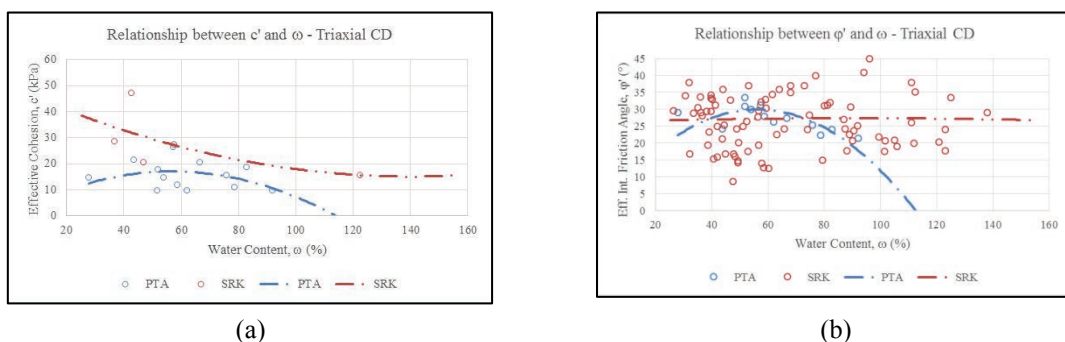 Relationship between c' and ω - Triaxial CD
Effective Cohesion, c' (kPa)
60
50
40
30
20
10
0
20 40 60 80 100 120 140 160
Water Content, ω (%)
PTA SRK PTA SRK
(a)
Relationship between φ' and ω - Triaxial CD
Eff. Int. Friction Angle, φ' (°)
45
40
35
30
25
20
15
10
5
0
20 40 60 80 100 120 140 160
Water Content, ω (%)
PTA SRK PTA SRK
(b)